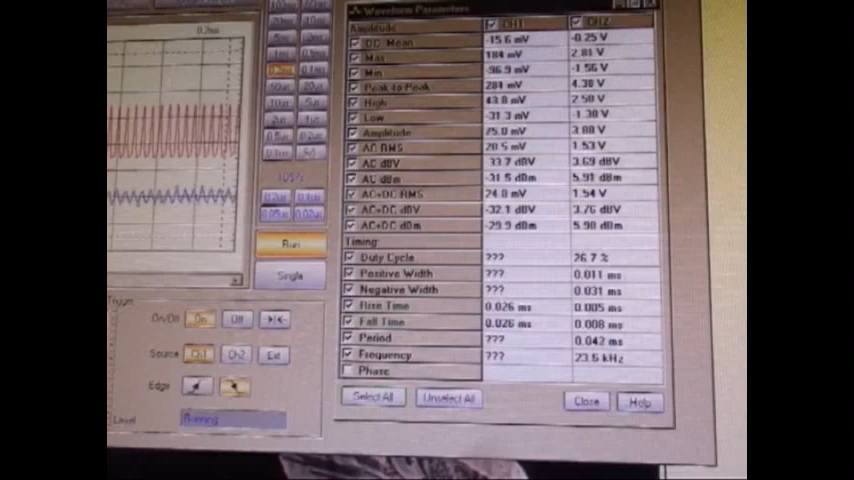 Waveform Parameters
0.2ms
CH1 CH2
Amplitude
DC Mean -15.6 mV -0.25 V
Max 184 mV 2.81 V
Min -96.9 mV -1.56 V
Peak to Peak 281 mV 4.38 V
High 43.8 mV 2.50 V
Low -31.3 mV -1.38 V
Amplitude 75.0 mV 3.88 V
AC RMS 20.5 mV 1.53 V
AC dBV -33.7 dBV 3.69 dBV
AC dBm -31.5 dBm 5.91 dBm
AC+DC RMS 24.8 mV 1.54 V
AC+DC dBV -32.1 dBV 3.76 dBV
AC+DC dBm -29.9 dBm 5.98 dBm
Timing
Duty Cycle ??? 26.7 %
Positive Width ??? 0.011 ms
Negative Width ??? 0.031 ms
Rise Time 0.026 ms 0.005 ms
Fall Time 0.026 ms 0.008 ms
Period ??? 0.042 ms
Frequency ??? 23.6 kHz
Phase
Select All Unselect All Close Help
Run
Single
Trigger
On/Off On Off
Source Ch1 Ch2 Ext
Edge
Level Running